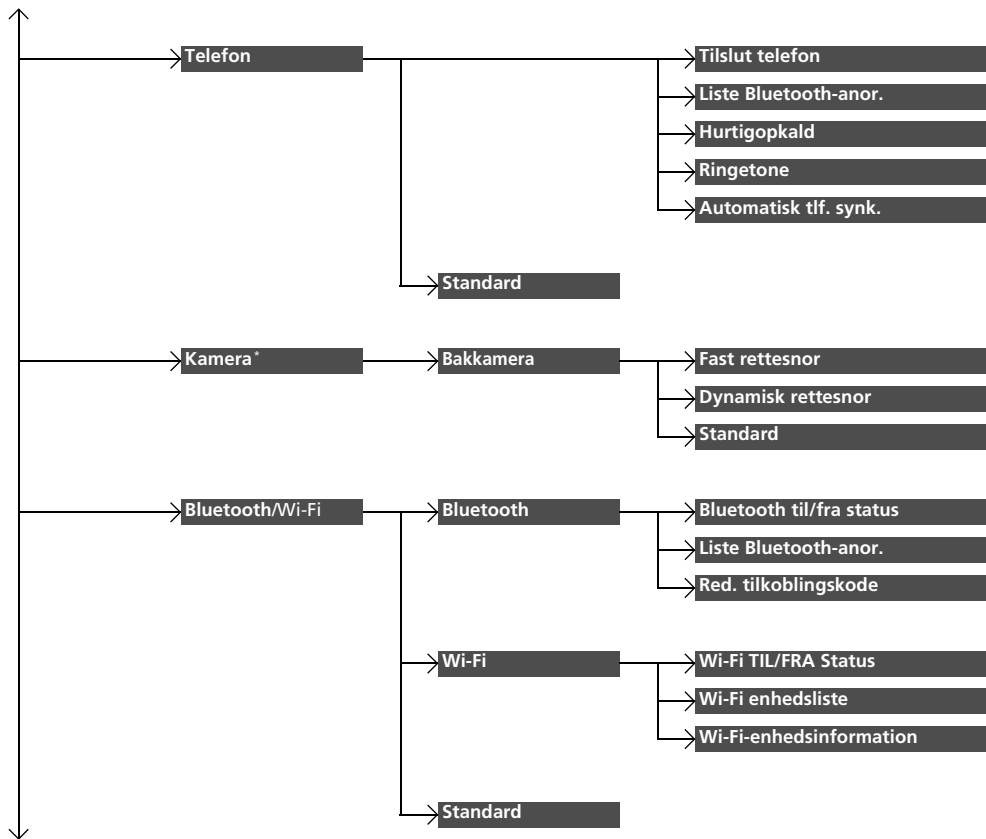 Telefon
Tilslut telefon
Liste Bluetooth-anor.
Hurtigopkald
Ringetone
Automatisk tlf. synk.
Standard
Kamera*
Bakkamera
Fast rettesnor
Dynamisk rettesnor
Standard
Bluetooth/Wi-Fi
Bluetooth
Bluetooth til/fra status
Liste Bluetooth-anor.
Red. tilkoblingskode
Wi-Fi
Wi-Fi TIL/FRA Status
Wi-Fi enhedsliste
Wi-Fi-enhedsinformation
Standard